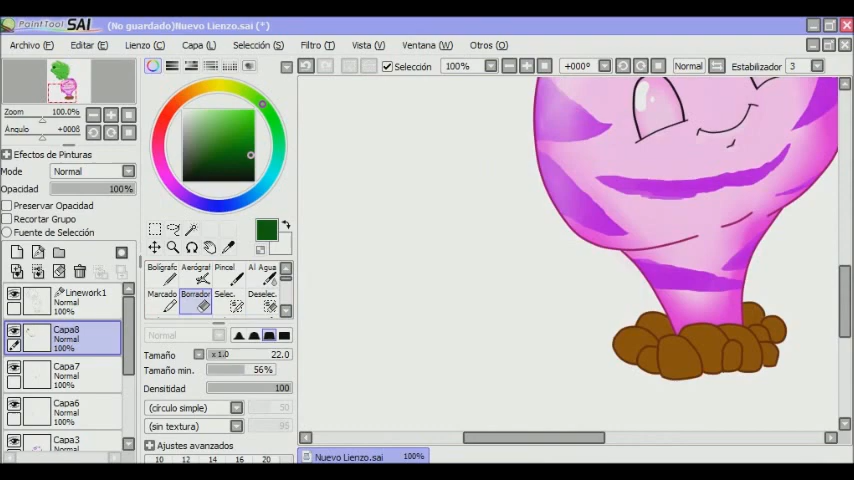 PaintTool SAI (No guardado)Nuevo Lienzo.sai (*)
Archivo (F) Editar (E) Lienzo (C) Capa (L) Selección (S) Filtro (T) Vista (V) Ventana (W) Otros (O)
Selección 100% +000° Normal Estabilizador 3
Zoom 100.0%
Ángulo +000ß
Efectos de Pinturas
Modo Normal
Opacidad 100%
Preservar Opacidad
Recortar Grupo
Fuente de Selección
Linework1
Normal
100%
Capa8
Normal
100%
Capa7
Normal
100%
Capa6
Normal
100%
Capa3
Normal
Bolígrafo Aerógraf Pincel Al Agua
Marcado Borrador Selec. Deselec.
Normal
Tamaño x 1.0 22.0
Tamaño min. 56%
Densitidad 100
(círculo simple) 50
(sin textura) 95
Ajustes avanzados
10 12 14 16 20
Nuevo Lienzo.sai 100%